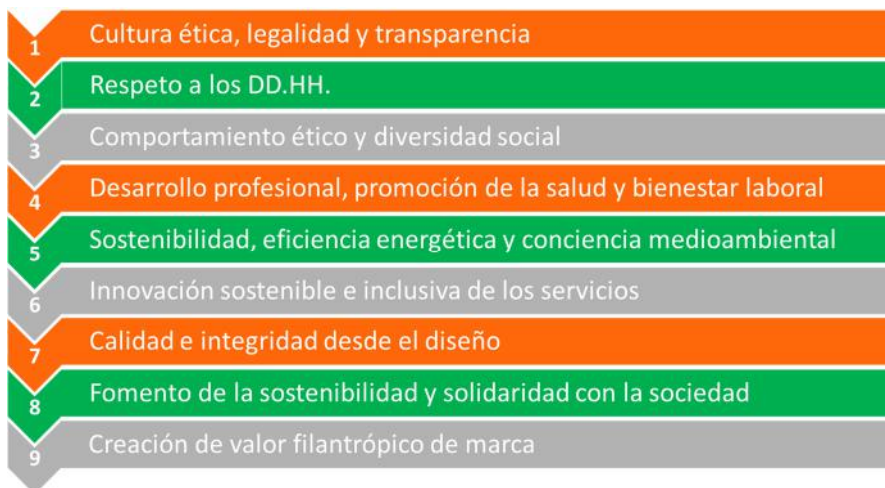 1 Cultura ética, legalidad y transparencia
2 Respeto a los DD.HH.
3 Comportamiento ético y diversidad social
4 Desarrollo profesional, promoción de la salud y bienestar laboral
5 Sostenibilidad, eficiencia energética y conciencia medioambiental
6 Innovación sostenible e inclusiva de los servicios
7 Calidad e integridad desde el diseño
8 Fomento de la sostenibilidad y solidaridad con la sociedad
9 Creación de valor filantrópico de marca